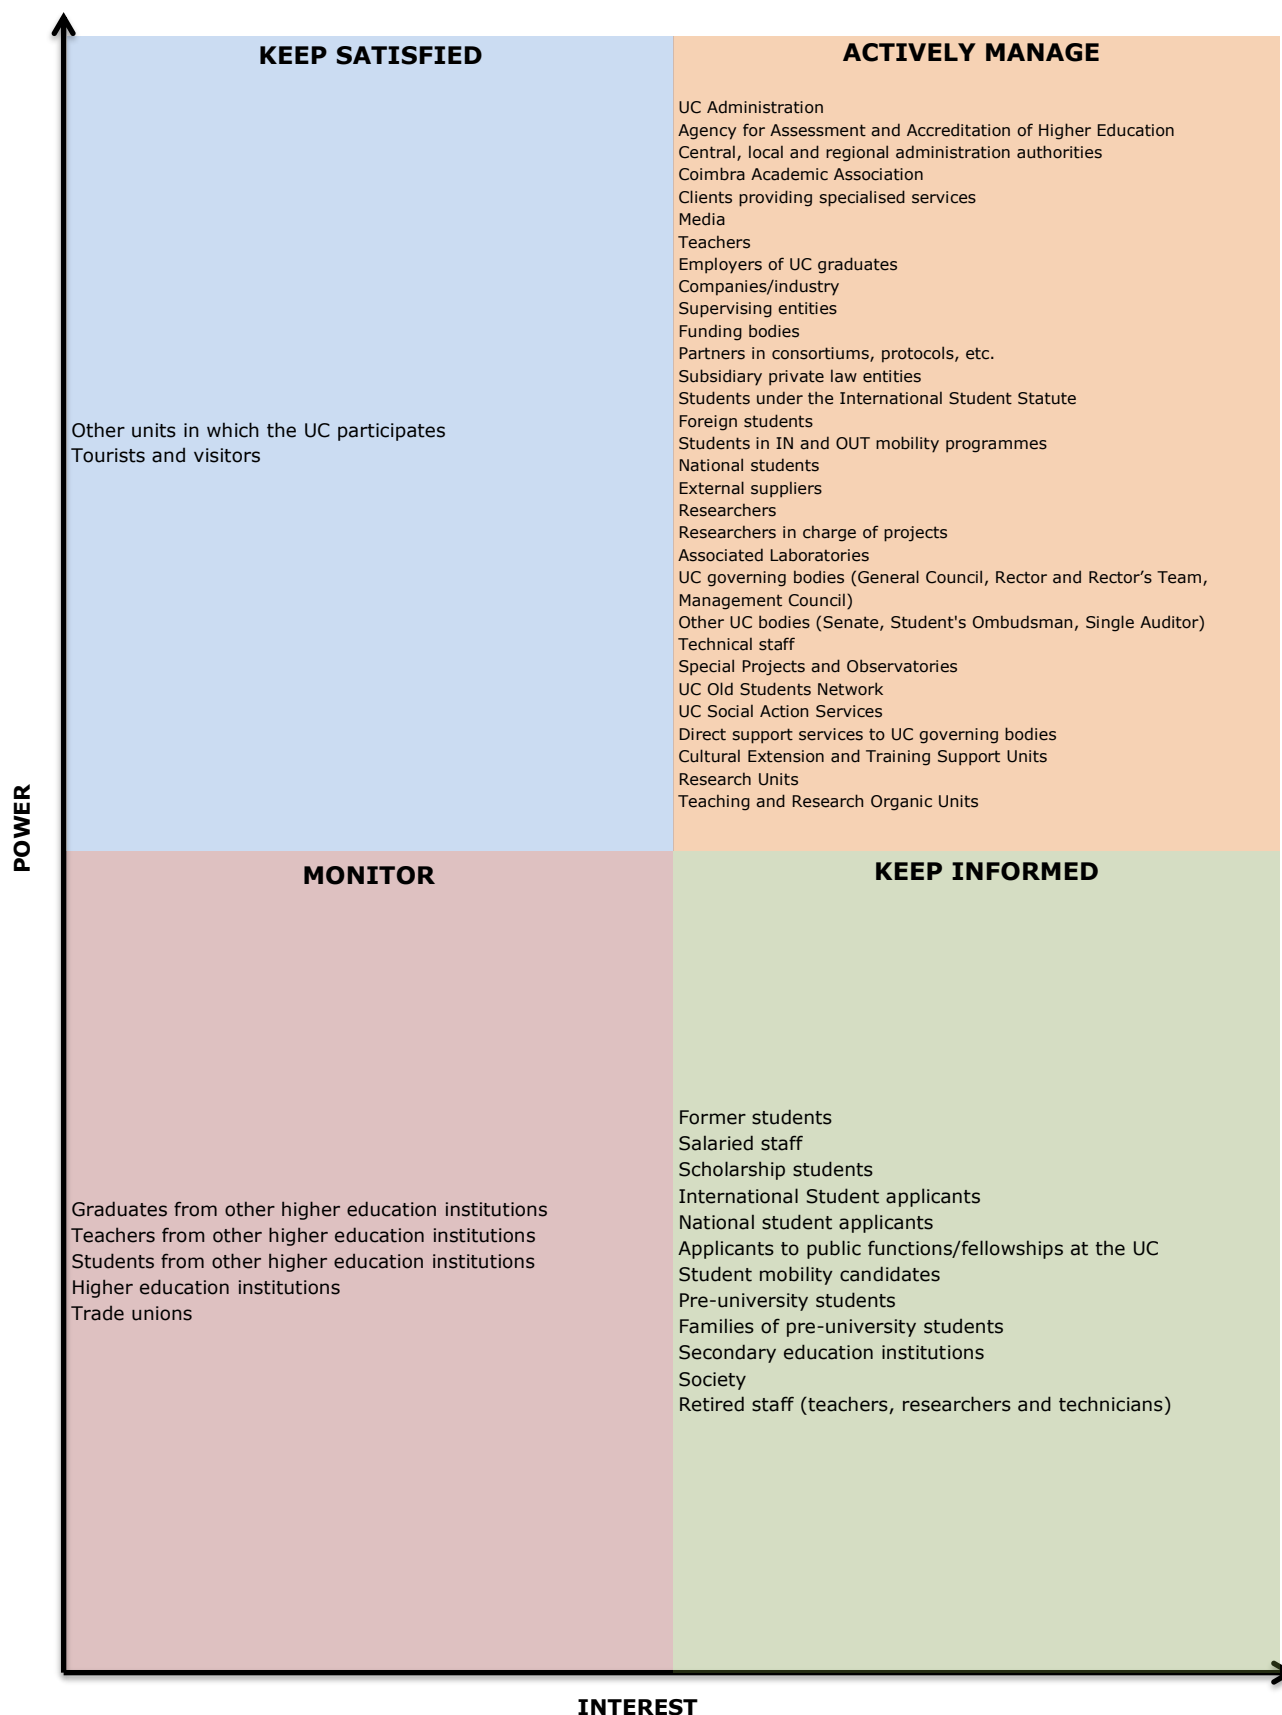 KEEP SATISFIED
Other units in which the UC participates
Tourists and visitors
ACTIVELY MANAGE
UC Administration
Agency for Assessment and Accreditation of Higher Education
Central, local and regional administration authorities
Coimbra Academic Association
Clients providing specialised services
Media
Teachers
Employers of UC graduates
Companies/industry
Supervising entities
Funding bodies
Partners in consortiums, protocols, etc.
Subsidiary private law entities
Students under the International Student Statute
Foreign students
Students in IN and OUT mobility programmes
National students
External suppliers
Researchers
Researchers in charge of projects
Associated Laboratories
UC governing bodies (General Council, Rector and Rector’s Team,
Management Council)
Other UC bodies (Senate, Student's Ombudsman, Single Auditor)
Technical staff
Special Projects and Observatories
UC Old Students Network
UC Social Action Services
Direct support services to UC governing bodies
Cultural Extension and Training Support Units
Research Units
Teaching and Research Organic Units
POWER
MONITOR
Graduates from other higher education institutions
Teachers from other higher education institutions
Students from other higher education institutions
Higher education institutions
Trade unions
KEEP INFORMED
Former students
Salaried staff
Scholarship students
International Student applicants
National student applicants
Applicants to public functions/fellowships at the UC
Student mobility candidates
Pre-university students
Families of pre-university students
Secondary education institutions
Society
Retired staff (teachers, researchers and technicians)
INTEREST